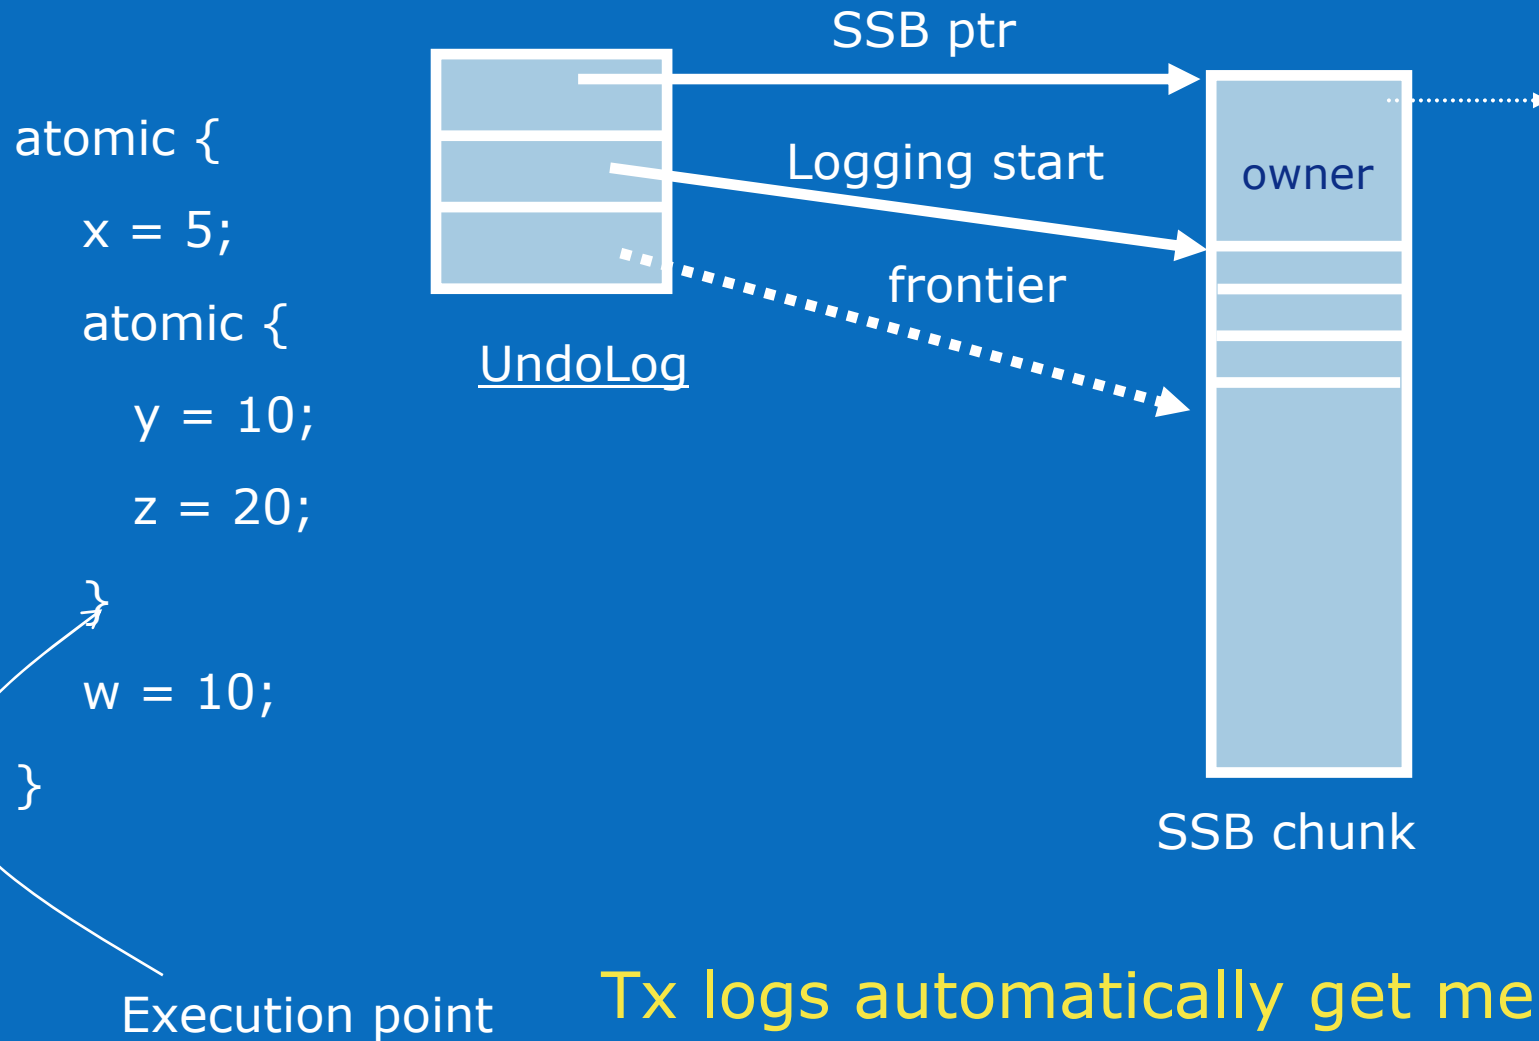 atomic {
x = 5;
atomic {
y = 10;
z = 20;
}
w = 10;
}
Execution point
UndoLog
SSB ptr
Logging start
frontier
owner
SSB chunk
Tx logs automatically get me